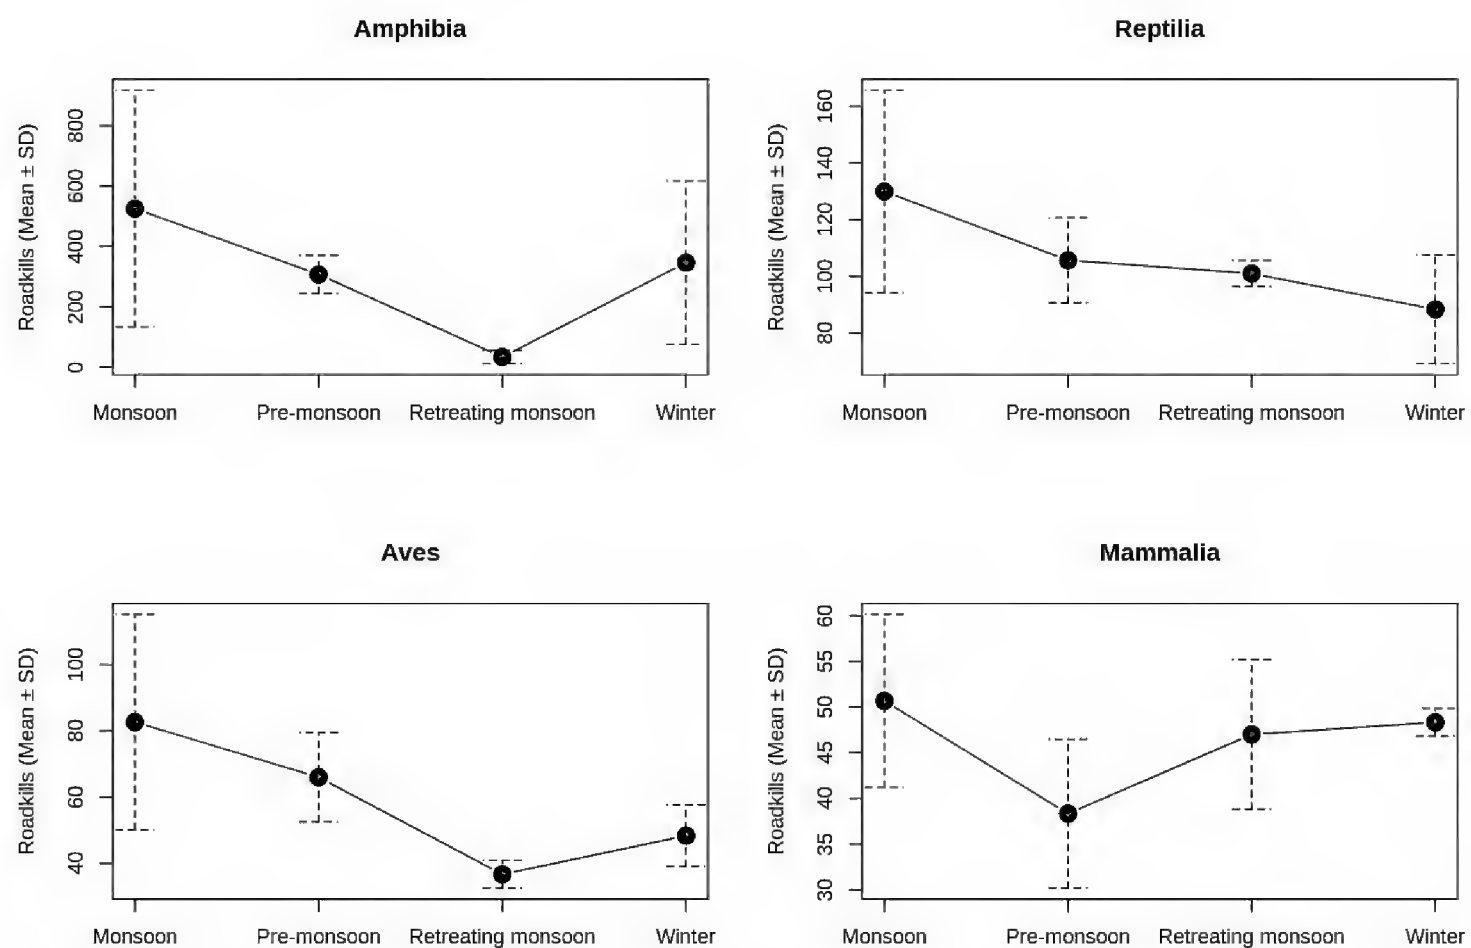 Amphibia
Roadkills (Mean ± SD)
800
600
400
200
0
Monsoon Pre-monsoon Retreating monsoon Winter
Reptilia
Roadkills (Mean ± SD)
160
140
120
100
80
Monsoon Pre-monsoon Retreating monsoon Winter
Aves
Roadkills (Mean ± SD)
100
80
60
40
Monsoon Pre-monsoon Retreating monsoon Winter
Mammalia
Roadkills (Mean ± SD)
60
55
50
45
40
35
30
Monsoon Pre-monsoon Retreating monsoon Winter